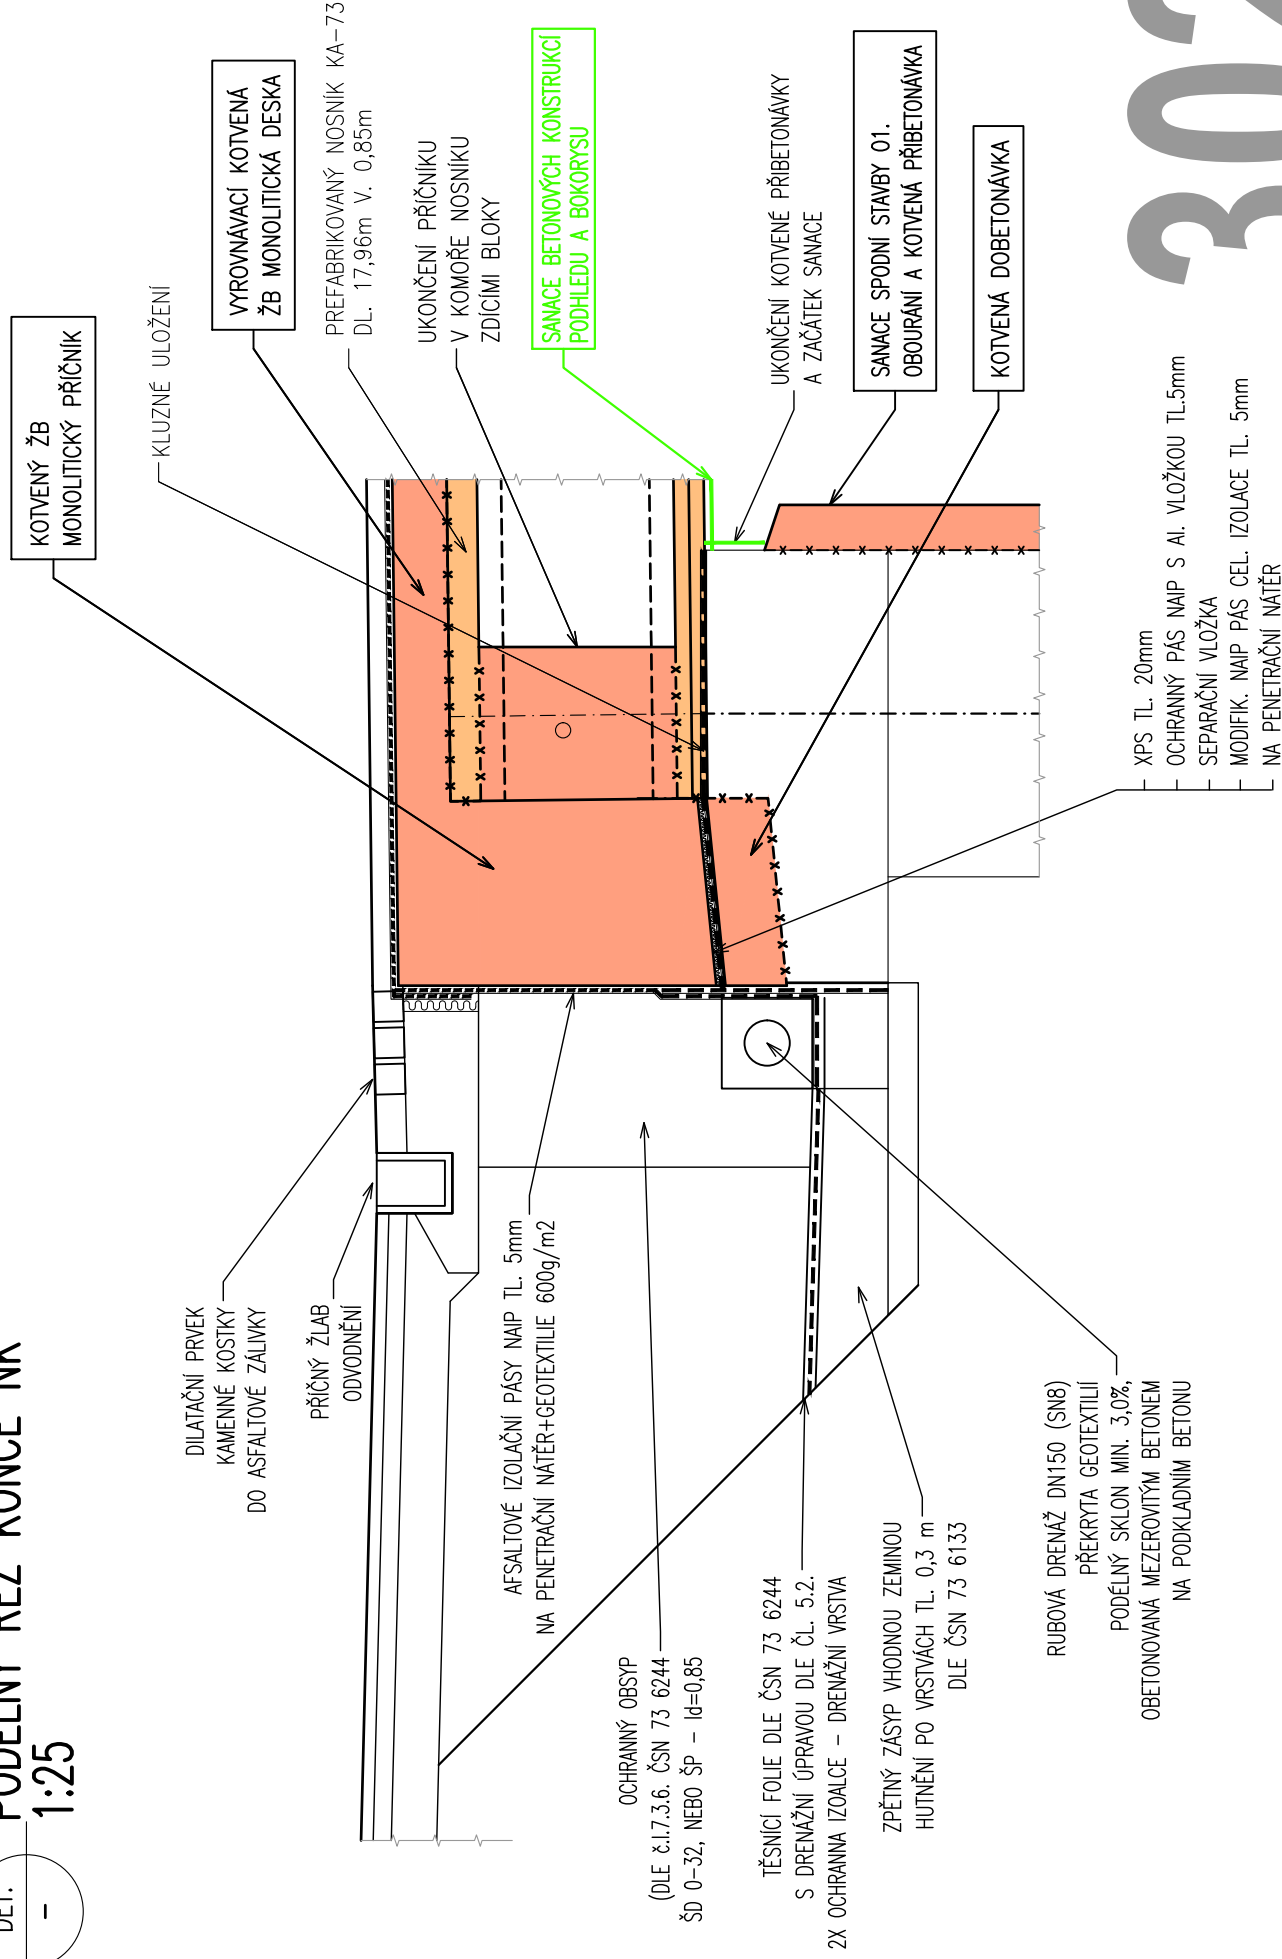 DET.
-
PODÉLNÝ ŘEZ KONCE NK
1:25
KOTVENÝ ŽB
MONOLITICKÝ PŘÍČNÍK
KLUZNÉ ULOŽENÍ
VYROVNÁVACÍ KOTVENÁ
ŽB MONOLITICKÁ DESKA
PREFABRIKOVANÝ NOSNÍK KA-73
DL. 17,96m V. 0,85m
UKONČENÍ PŘÍČNÍKU
V KOMOŘE NOSNÍKU
ZDÍCÍMI BLOKY
SANACE BETONOVÝCH KONSTRUKCÍ
PODHLEDU A BOKORYSU
UKONČENÍ KOTVENÉ PŘIBETONÁVKY
A ZAČÁTEK SANACE
SANACE SPODNÍ STAVBY 01.
OBOURÁNÍ A KOTVENÁ PŘIBETONÁVKA
KOTVENÁ DOBETONÁVKA
XPS TL. 20mm
OCHRANNÝ PÁS NAIP S Al. VLOŽKOU TL.5mm
SEPARAČNÍ VLOŽKA
MODIFIK. NAIP PÁS CEL. IZOLACE TL. 5mm
NA PENETRAČNÍ NÁTĚR
DILATAČNÍ PRVEK
KAMENNÉ KOSTKY
DO ASFALTOVÉ ZÁLIVKY
PŘÍČNÝ ŽLAB
ODVODNĚNÍ
AFSALTOVÉ IZOLAČNÍ PÁSY NAIP TL. 5mm
NA PENETRAČNÍ NÁTĚR+GEOTEXTILIE 600g/m2
OCHRANNÝ OBSYP
(DLE č.l.7.3.6. ČSN 73 6244
ŠD 0-32, NEBO ŠP - Id=0,85
TĚSNÍCÍ FOLIE DLE ČSN 73 6244
S DRENÁŽNÍ ÚPRAVOU DLE ČL. 5.2.
2X OCHRANNA IZOALCE - DRENÁŽNÍ VRSTVA
ZPĚTNÝ ZÁSYP VHODNOU ZEMINOU
HUTNĚNÍ PO VRSTVÁCH TL. 0,3 m
DLE ČSN 73 6133
RUBOVÁ DRENÁŽ DN150 (SN8)
PŘEKRYTA GEOTEXTILIÍ
PODÉLNÝ SKLON MIN. 3,0%,
OBETONOVANÁ MEZEROVITÝM BETONEM
NA PODKLADNÍM BETONU
302